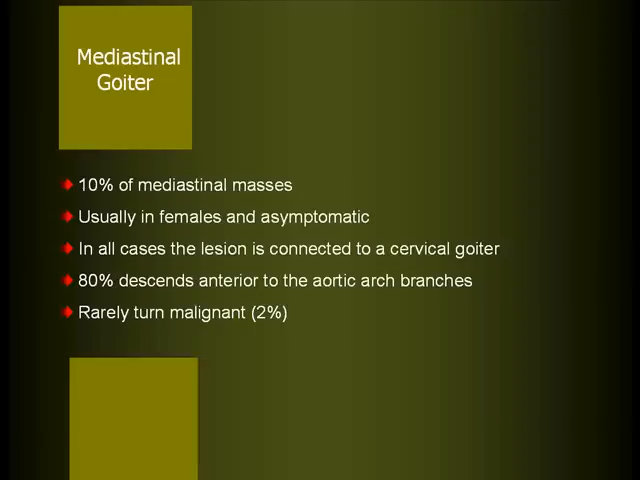 Mediastinal
Goiter
10% of mediastinal masses
Usually in females and asymptomatic
In all cases the lesion is connected to a cervical goiter
80% descends anterior to the aortic arch branches
Rarely turn malignant (2%)